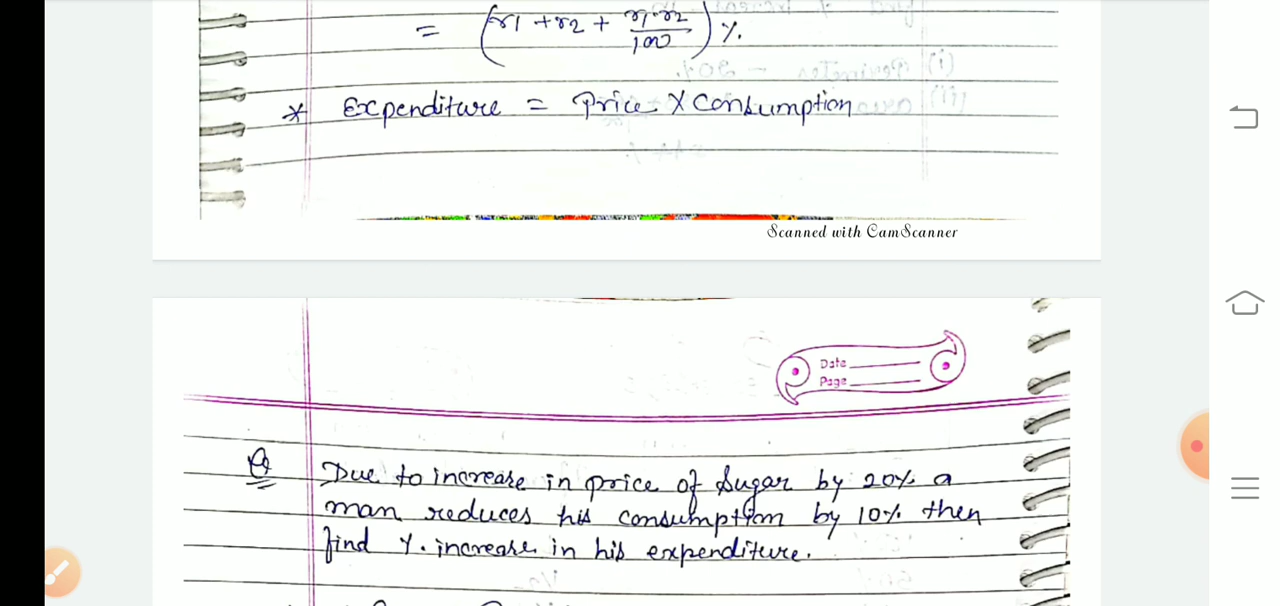 = (r1 + r2 + r1·r2/100) %.
* Expenditure = Price X Consumption
Scanned with CamScanner
Date
Page
Q Due to increase in price of Sugar by 20% a
man reduces his consumption by 10% then
find %. increase in his expenditure.